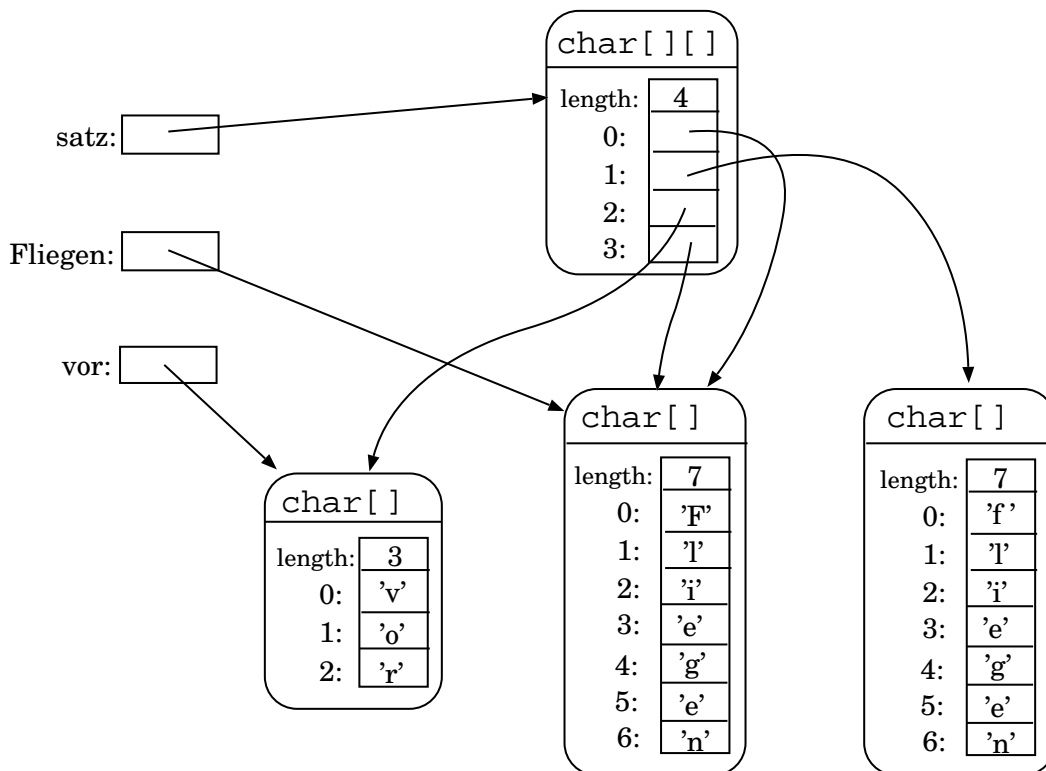 char[][]
length: 4
satz:
0:
1:
2:
3:
Fliegen:
vor:
char[]
length: 3
0: 'v'
1: 'o'
2: 'r'
char[]
length: 7
0: 'F'
1: 'l'
2: 'i'
3: 'e'
4: 'g'
5: 'e'
6: 'n'
char[]
length: 7
0: 'f'
1: 'l'
2: 'i'
3: 'e'
4: 'g'
5: 'e'
6: 'n'